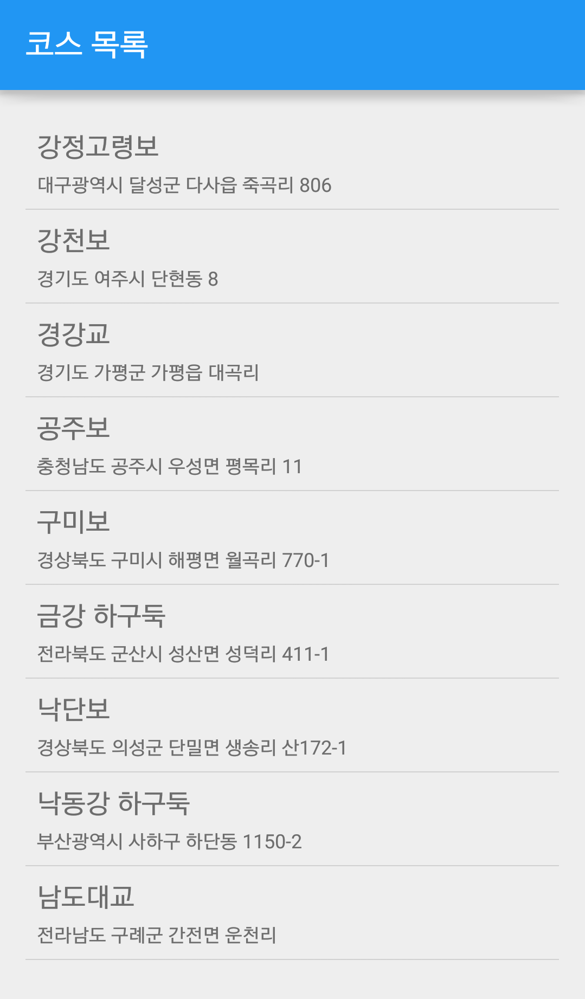 코스 목록
강정고령보
대구광역시 달성군 다사읍 죽곡리 806
강천보
경기도 여주시 단현동 8
경강교
경기도 가평군 가평읍 대곡리
공주보
충청남도 공주시 우성면 평목리 11
구미보
경상북도 구미시 해평면 월곡리 770-1
금강 하구둑
전라북도 군산시 성산면 성덕리 411-1
낙단보
경상북도 의성군 단밀면 생송리 산172-1
낙동강 하구둑
부산광역시 사하구 하단동 1150-2
남도대교
전라남도 구례군 간전면 운천리